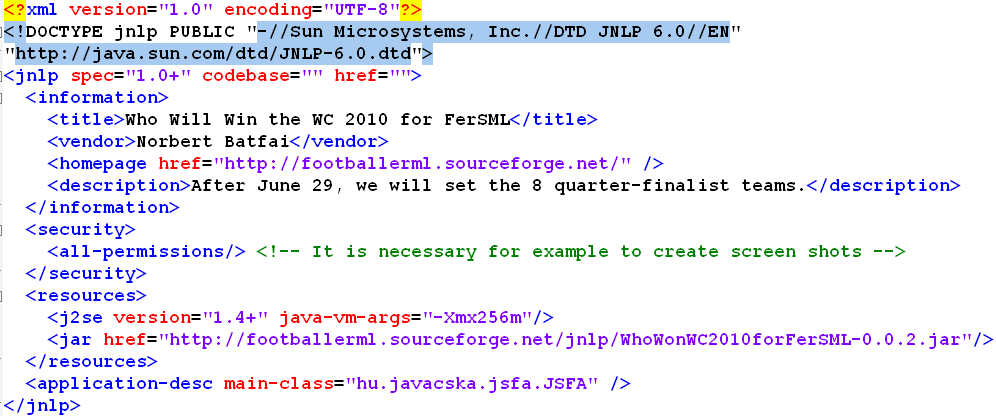 <?xml version="1.0" encoding="UTF-8"?>
<!DOCTYPE jnlp PUBLIC "-//Sun Microsystems, Inc.//DTD JNLP 6.0//EN"
"http://java.sun.com/dtd/JNLP-6.0.dtd">
<jnlp spec="1.0+" codebase="" href="">
  <information>
    <title>Who Will Win the WC 2010 for FerSML</title>
    <vendor>Norbert Batfai</vendor>
    <homepage href="http://footballerml.sourceforge.net/" />
    <description>After June 29, we will set the 8 quarter-finalist teams.</description>
  </information>
  <security>
    <all-permissions/> <!-- It is necessary for example to create screen shots -->
  </security>
  <resources>
    <j2se version="1.4+" java-vm-args="-Xmx256m"/>
    <jar href="http://footballerml.sourceforge.net/jnlp/WhoWonWC2010forFerSML-0.0.2.jar"/>
  </resources>
  <application-desc main-class="hu.javacska.jsfa.JSFA" />
</jnlp>